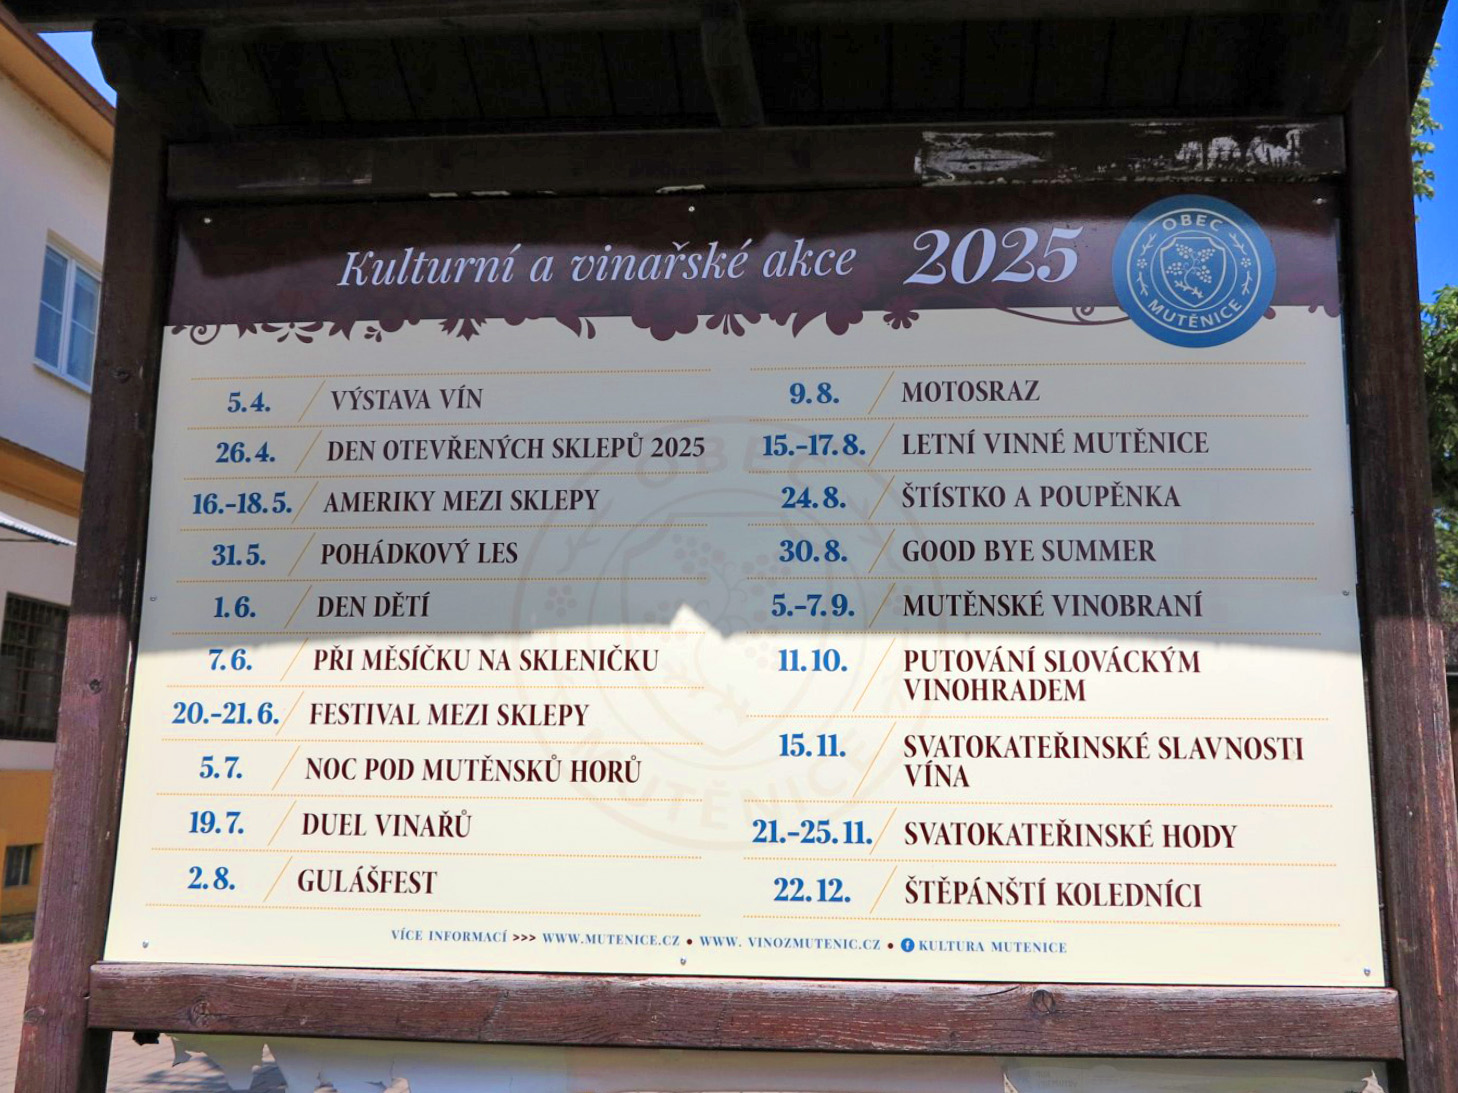 Kulturní a vinařské akce 2025
OBEC
MUTĚNICE
5.4. VÝSTAVA VÍN
26.4. DEN OTEVŘENÝCH SKLEPŮ 2025
16.-18.5. AMERIKY MEZI SKLEPY
31.5. POHÁDKOVÝ LES
1.6. DEN DĚTÍ
7.6. PŘI MĚSÍČKU NA SKLENIČKU
20.-21.6. FESTIVAL MEZI SKLEPY
5.7. NOC POD MUTĚNSKŮ HORŮ
19.7. DUEL VINAŘŮ
2.8. GULÁŠFEST
9.8. MOTOSRAZ
15.-17.8. LETNÍ VINNÉ MUTĚNICE
24.8. ŠTÍSTKO A POUPĚNKA
30.8. GOOD BYE SUMMER
5.-7.9. MUTĚNSKÉ VINOBRANÍ
11.10. PUTOVÁNÍ SLOVÁCKÝM
VINOHRADEM
15.11. SVATOKATEŘINSKÉ SLAVNOSTI
VÍNA
21.-25.11. SVATOKATEŘINSKÉ HODY
22.12. ŠTĚPÁNŠTÍ KOLEDNÍCI
OBEC
MUTĚNICE
VÍCE INFORMACÍ >>> WWW.MUTENICE.CZ • WWW. VINOZMUTENIC.CZ • f KULTURA MUTENICE